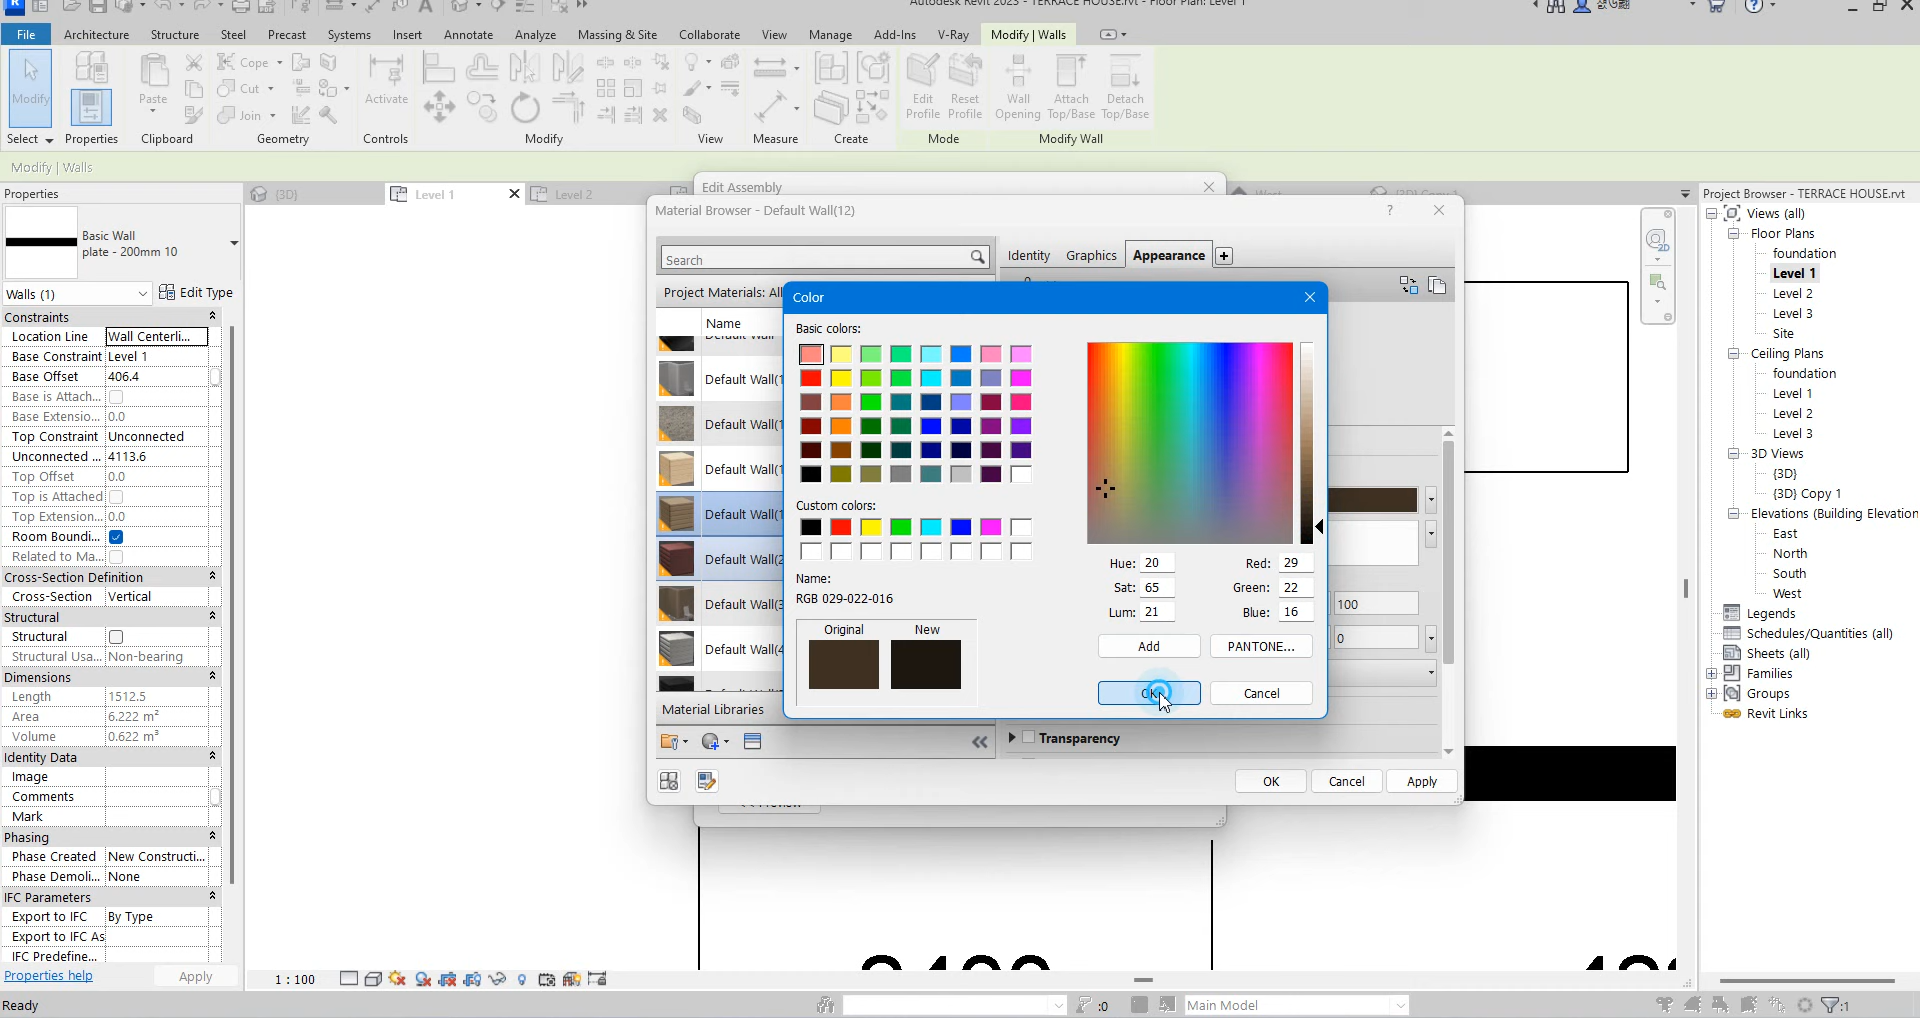 Autodesk Revit 2023 - TERRACE HOUSE.rvt - Floor Plan: Level 1
File Architecture Structure Steel Precast Systems Insert Annotate Analyze Massing & Site Collaborate View Manage Add-Ins V-Ray Modify | Walls
Modify
Properties
Paste
Cope
Cut
Join
Activate
Edit Profile
Reset Profile
Wall Opening
Attach Top/Base
Detach Top/Base
Select Properties Clipboard Geometry Controls Modify View Measure Create Mode Modify Wall
Modify | Walls
Properties
{3D}
Level 1
Level 2
Basic Wall
plate - 200mm 10
Walls (1)
Edit Type
Constraints
Location Line Wall Centerli...
Base Constraint Level 1
Base Offset 406.4
Base is Attach...
Base Extensio... 0.0
Top Constraint Unconnected
Unconnected ... 4113.6
Top Offset 0.0
Top is Attached
Top Extension... 0.0
Room Boundi...
Related to Ma...
Cross-Section Definition
Cross-Section Vertical
Structural
Structural
Structural Usa... Non-bearing
Dimensions
Length 1512.5
Area 6.222 m²
Volume 0.622 m³
Identity Data
Image
Comments
Mark
Phasing
Phase Created New Constructi...
Phase Demoli... None
IFC Parameters
Export to IFC By Type
Export to IFC As
IFC Predefine...
Properties help
Apply
Ready
Edit Assembly
Material Browser - Default Wall(12)
?
Search
Identity Graphics Appearance
Project Materials: All
Name
Default Wall
Default Wall(1
Default Wall(1
Default Wall(1
Default Wall(1
Default Wall(2
Default Wall(3
Default Wall(4
Material Libraries
100
0
Transparency
OK Cancel Apply
Color
Basic colors:
Custom colors:
Name:
RGB 029-022-016
Original New
Hue: 20 Red: 29
Sat: 65 Green: 22
Lum: 21 Blue: 16
Add PANTONE...
OK Cancel
1 : 100
:0
Main Model
:1
Project Browser - TERRACE HOUSE.rvt
Views (all)
Floor Plans
foundation
Level 1
Level 2
Level 3
Site
Ceiling Plans
foundation
Level 1
Level 2
Level 3
3D Views
{3D}
{3D} Copy 1
Elevations (Building Elevation
East
North
South
West
Legends
Schedules/Quantities (all)
Sheets (all)
Families
Groups
Revit Links